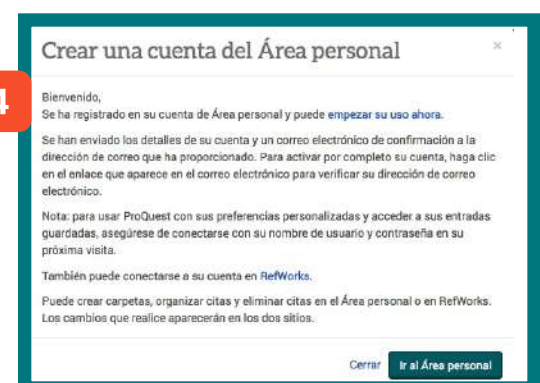 Crear una cuenta del Área personal
×
4
Bienvenido,
Se ha registrado en su cuenta de Área personal y puede empezar su uso ahora.
Se han enviado los detalles de su cuenta y un correo electrónico de confirmación a la
dirección de correo que ha proporcionado. Para activar por completo su cuenta, haga clic
en el enlace que aparece en el correo electrónico para verificar su dirección de correo
electrónico.
Nota: para usar ProQuest con sus preferencias personalizadas y acceder a sus entradas
guardadas, asegúrese de conectarse con su nombre de usuario y contraseña en su
próxima visita.
También puede conectarse a su cuenta en RefWorks.
Puede crear carpetas, organizar citas y eliminar citas en el Área personal o en RefWorks.
Los cambios que realice aparecerán en los dos sitios.
Cerrar Ir al Área personal